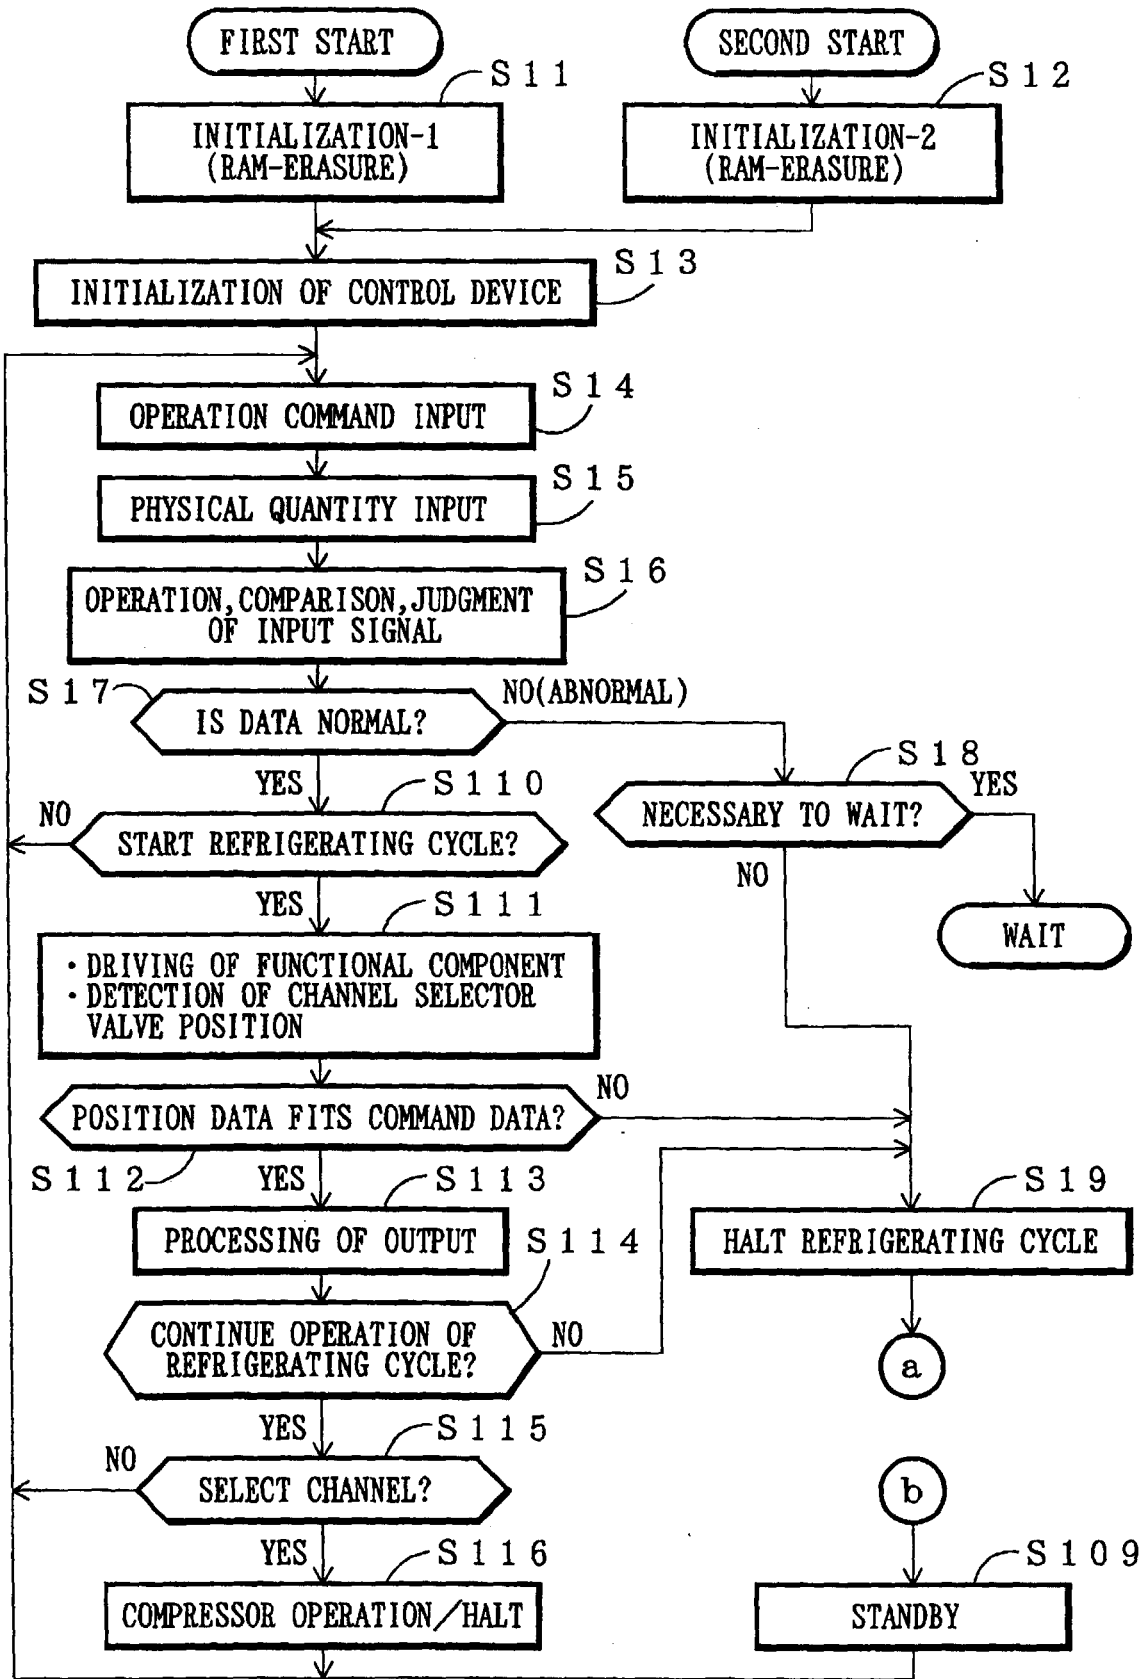 FIRST START
SECOND START
S11
S12
INITIALIZATION-1
(RAM-ERASURE)
INITIALIZATION-2
(RAM-ERASURE)
S13
INITIALIZATION OF CONTROL DEVICE
S14
OPERATION COMMAND INPUT
S15
PHYSICAL QUANTITY INPUT
S16
OPERATION,COMPARISON,JUDGMENT
OF INPUT SIGNAL
S17
IS DATA NORMAL?
NO(ABNORMAL)
S18
YES
S110
YES
NO
START REFRIGERATING CYCLE?
NECESSARY TO WAIT?
NO
YES
S111
WAIT
・DRIVING OF FUNCTIONAL COMPONENT
・DETECTION OF CHANNEL SELECTOR
VALVE POSITION
NO
POSITION DATA FITS COMMAND DATA?
S112
YES
S113
S19
PROCESSING OF OUTPUT
HALT REFRIGERATING CYCLE
S114
CONTINUE OPERATION OF
REFRIGERATING CYCLE?
NO
a
YES
S115
NO
SELECT CHANNEL?
b
YES
S116
S109
COMPRESSOR OPERATION/HALT
STANDBY